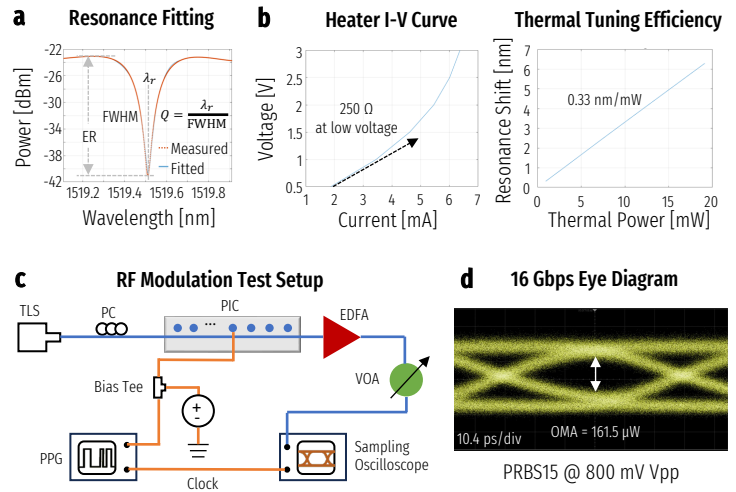 a
Resonance Fitting
Power [dBm]
-22
-26
-30
-34
-38
-42
λr
FWHM
ER
Q = λr / FWHM
Measured
Fitted
1519.2 1519.4 1519.6 1519.8
Wavelength [nm]
b
Heater I-V Curve
Voltage [V]
3
2.5
2
1.5
1
0.5
250 Ω
at low voltage
1 2 3 4 5 6 7
Current [mA]
Thermal Tuning Efficiency
Resonance Shift [nm]
7
6
5
4
3
2
1
0
0.33 nm/mW
0 5 10 15 20
Thermal Power [mW]
c
RF Modulation Test Setup
TLS
PC
PIC
...
EDFA
VOA
Bias Tee
+
-
PPG
Clock
Sampling
Oscilloscope
d
16 Gbps Eye Diagram
10.4 ps/div
OMA = 161.5 µW
PRBS15 @ 800 mV Vpp